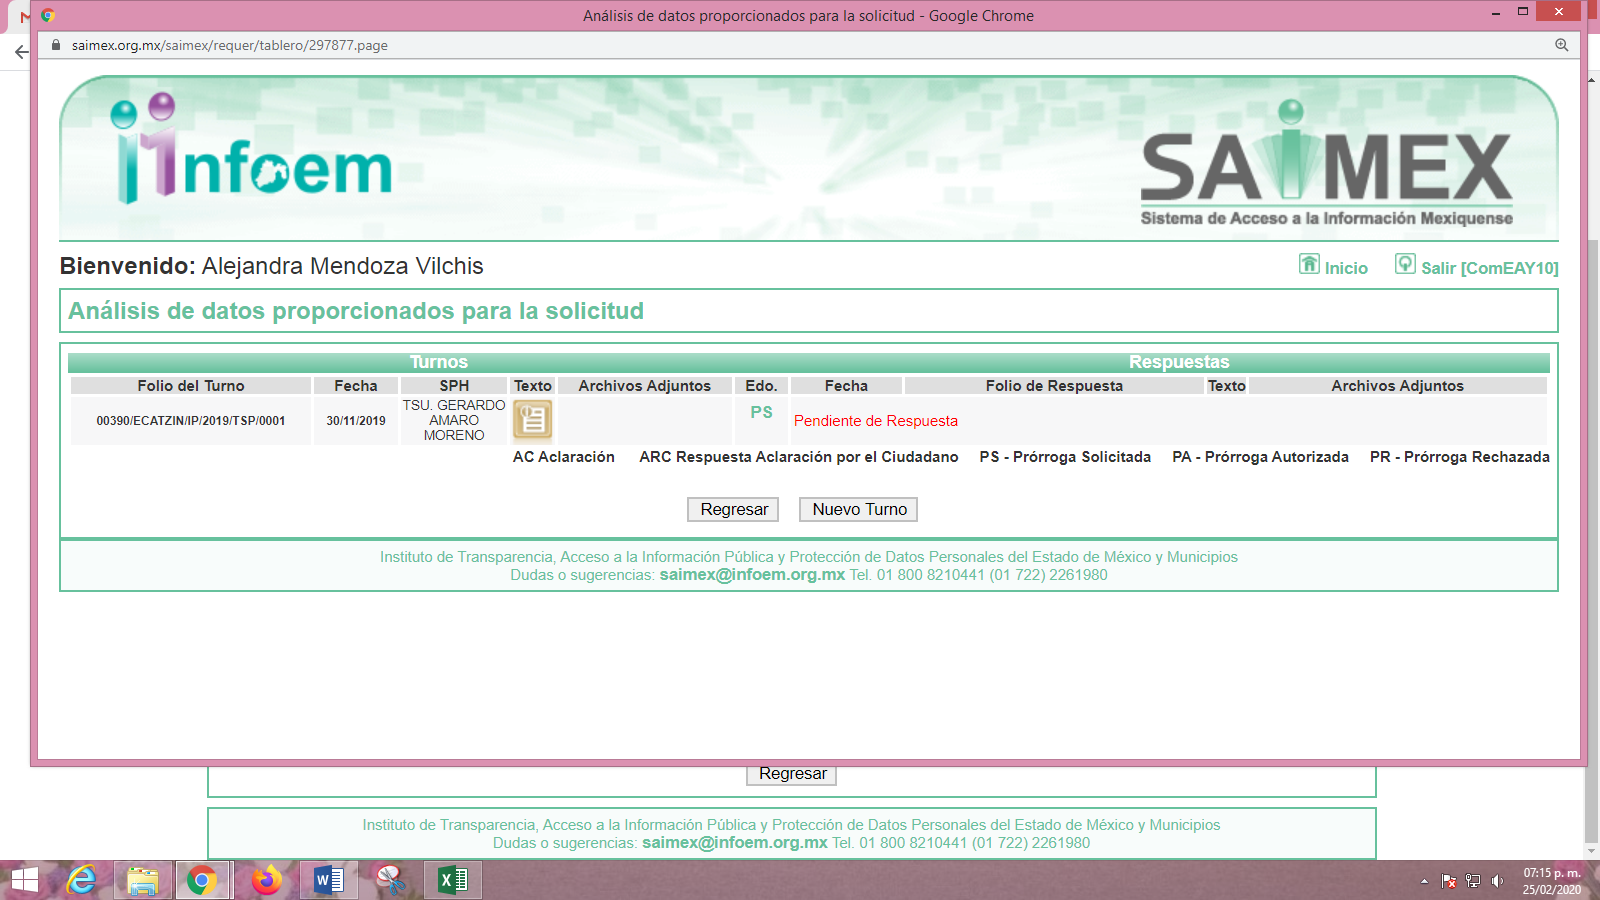 Análisis de datos proporcionados para la solicitud - Google Chrome
saimex.org.mx/saimex/requer/tablero/297877.page
infoem
SAIMEX
Sistema de Acceso a la Información Mexiquense
Bienvenido: Alejandra Mendoza Vilchis
Inicio Salir [ComEAY10]
Análisis de datos proporcionados para la solicitud
Turnos Respuestas
Folio del Turno Fecha SPH Texto Archivos Adjuntos Edo. Fecha Folio de Respuesta Texto Archivos Adjuntos
00390/ECATZIN/IP/2019/TSP/0001 30/11/2019 TSU. GERARDO AMARO MORENO PS Pendiente de Respuesta
AC Aclaración ARC Respuesta Aclaración por el Ciudadano PS - Prórroga Solicitada PA - Prórroga Autorizada PR - Prórroga Rechazada
Regresar Nuevo Turno
Instituto de Transparencia, Acceso a la Información Pública y Protección de Datos Personales del Estado de México y Municipios
Dudas o sugerencias: saimex@infoem.org.mx Tel. 01 800 8210441 (01 722) 2261980
Regresar
Instituto de Transparencia, Acceso a la Información Pública y Protección de Datos Personales del Estado de México y Municipios
Dudas o sugerencias: saimex@infoem.org.mx Tel. 01 800 8210441 (01 722) 2261980
07:15 p. m.
25/02/2020